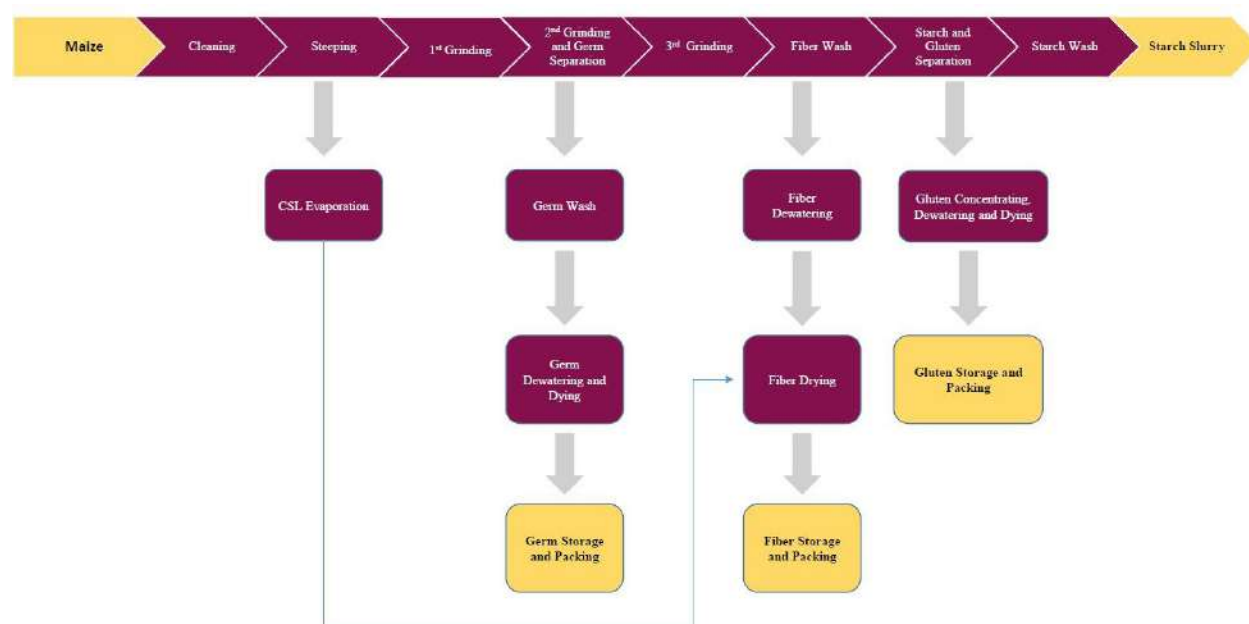 Maize
Cleaning
Steeping
1st Grinding
2nd Grinding
and Germ
Separation
3rd Grinding
Fiber Wash
Starch and
Gluten
Separation
Starch Wash
Starch Slurry
CSL Evaporation
Germ Wash
Fiber
Dewatering
Gluten Concentrating,
Dewatering and Dying
Germ
Dewatering and
Dying
Fiber Drying
Gluten Storage and
Packing
Germ Storage
and Packing
Fiber Storage
and Packing